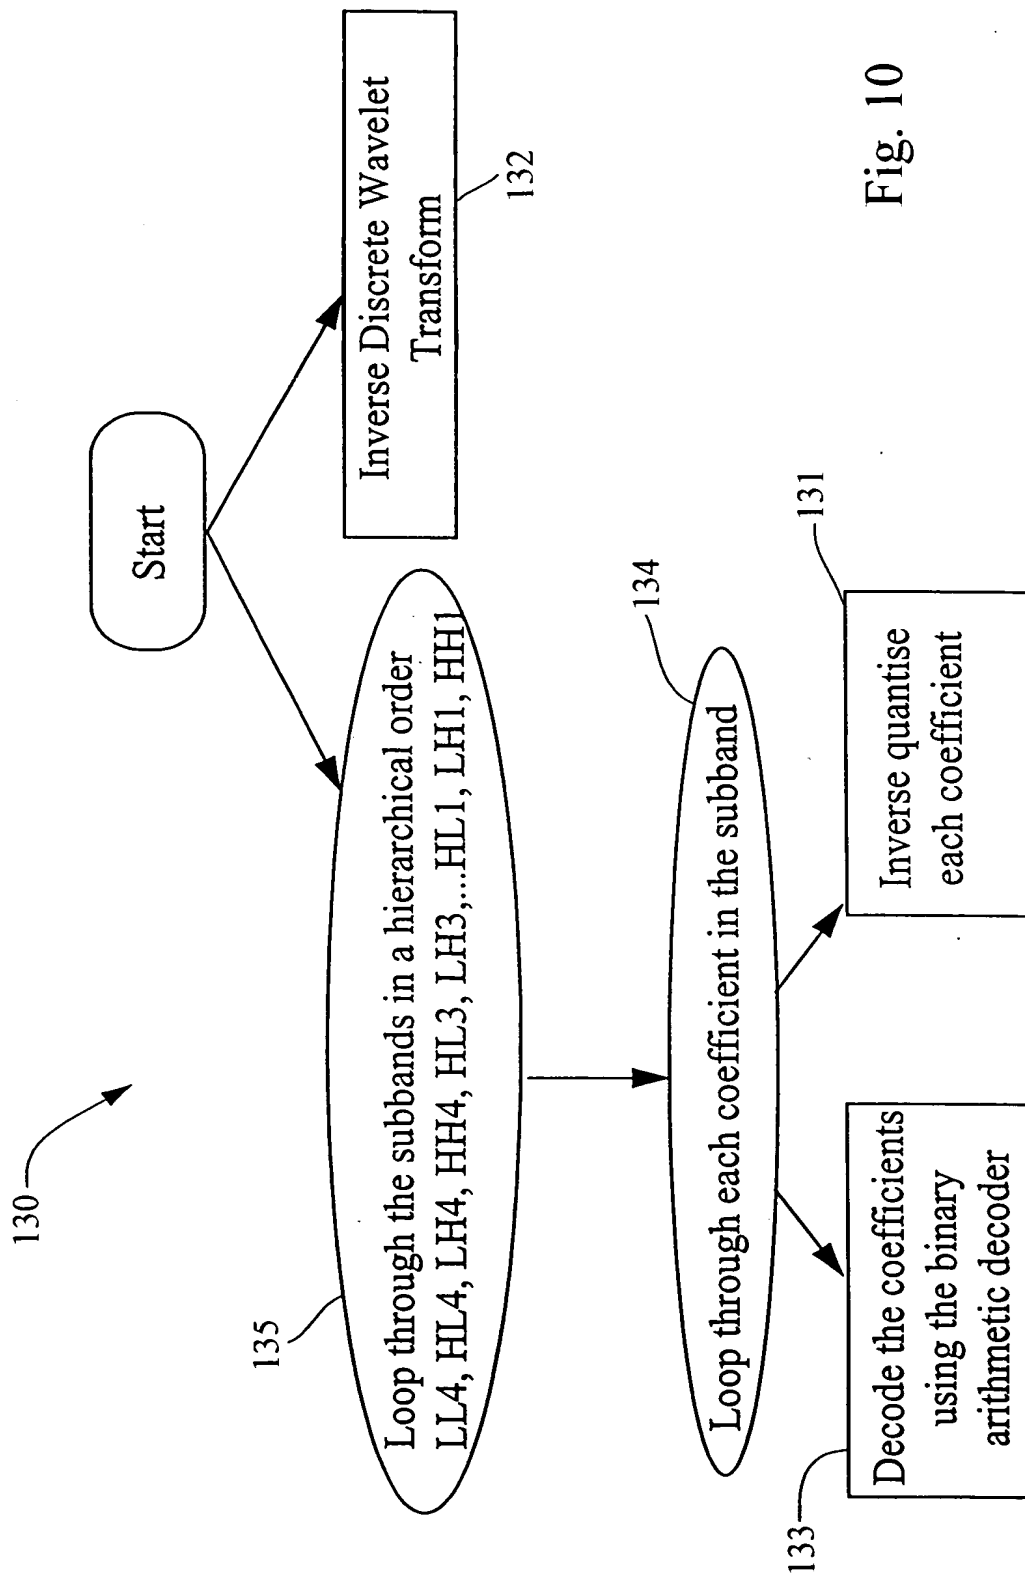 130
Start
135
Loop through the subbands in a hierarchical order
LL4, HL4, LH4, HH4, HL3, LH3,...HL1, LH1, HH1
Inverse Discrete Wavelet
Transform
132
134
Loop through each coefficient in the subband
133
Decode the coefficients
using the binary
arithmetic decoder
131
Inverse quantise
each coefficient
Fig. 10